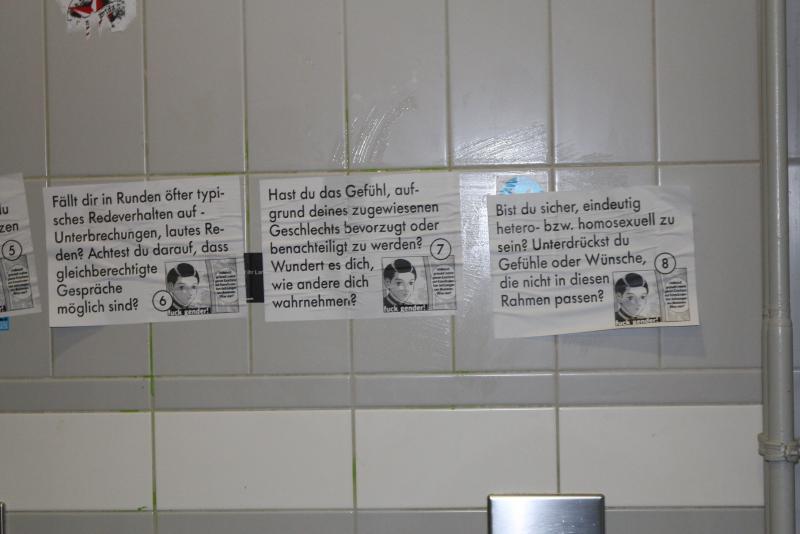 u
zen
5
Fällt dir in Runden öfter typi-
sches Redeverhalten auf -
Unterbrechungen, lautes Re-
den? Achtest du darauf, dass
gleichberechtigte
Gespräche
möglich sind?
6
fuck gender!
Hast du das Gefühl, auf-
grund deines zugewiesenen
Geschlechts bevorzugt oder
benachteiligt zu werden?
Wundert es dich,
wie andere dich
wahrnehmen?
7
fuck gender!
Bist du sicher, eindeutig
hetero- bzw. homosexuell zu
sein? Unterdrückst du
Gefühle oder Wünsche,
die nicht in diesen
Rahmen passen?
8
fuck gender!